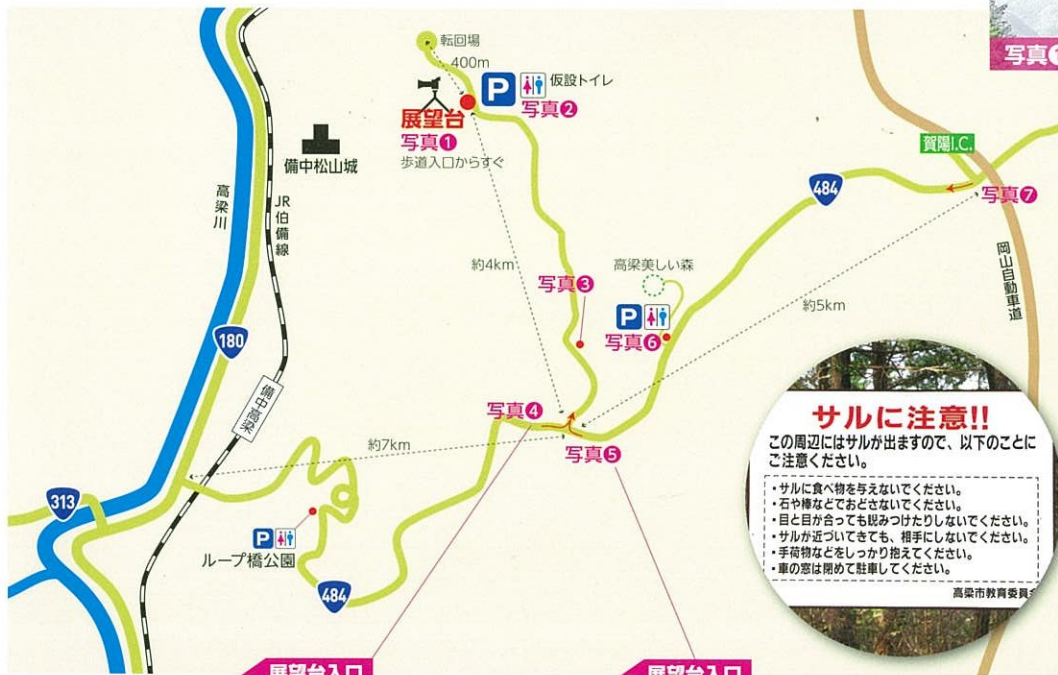 写真❶
転回場
400m
P
仮設トイレ
写真❷
展望台
写真❶
歩道入口からすぐ
備中松山城
高梁川
JR伯備線
賀陽I.C.
484
写真❼
岡山自動車道
約4km
写真❸
高梁美しい森
P
写真❻
約5km
180
備中高梁
写真❹
写真❺
約7km
313
P
ループ橋公園
484
展望台入口
展望台入口
サルに注意!!
この周辺にはサルが出ますので、以下のことに
ご注意ください。
・サルに食べ物を与えないでください。
・石や棒などでおどさないでください。
・目と目が合っても睨みつけたりしないでください。
・サルが近づいてきても、相手にしないでください。
・手荷物などをしっかり抱えてください。
・車の窓は閉めて駐車してください。
高梁市教育委員会